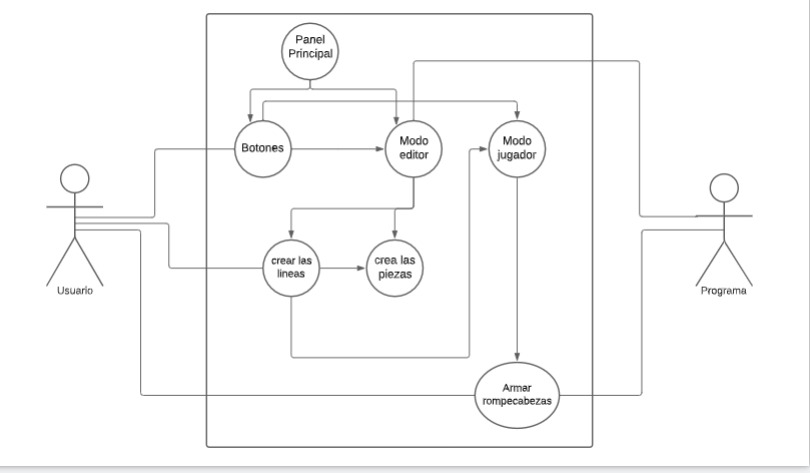 Panel
Principal
Botones
Modo
editor
Modo
jugador
crear las
lineas
crea las
piezas
Usuario
Programa
Armar
rompecabezas